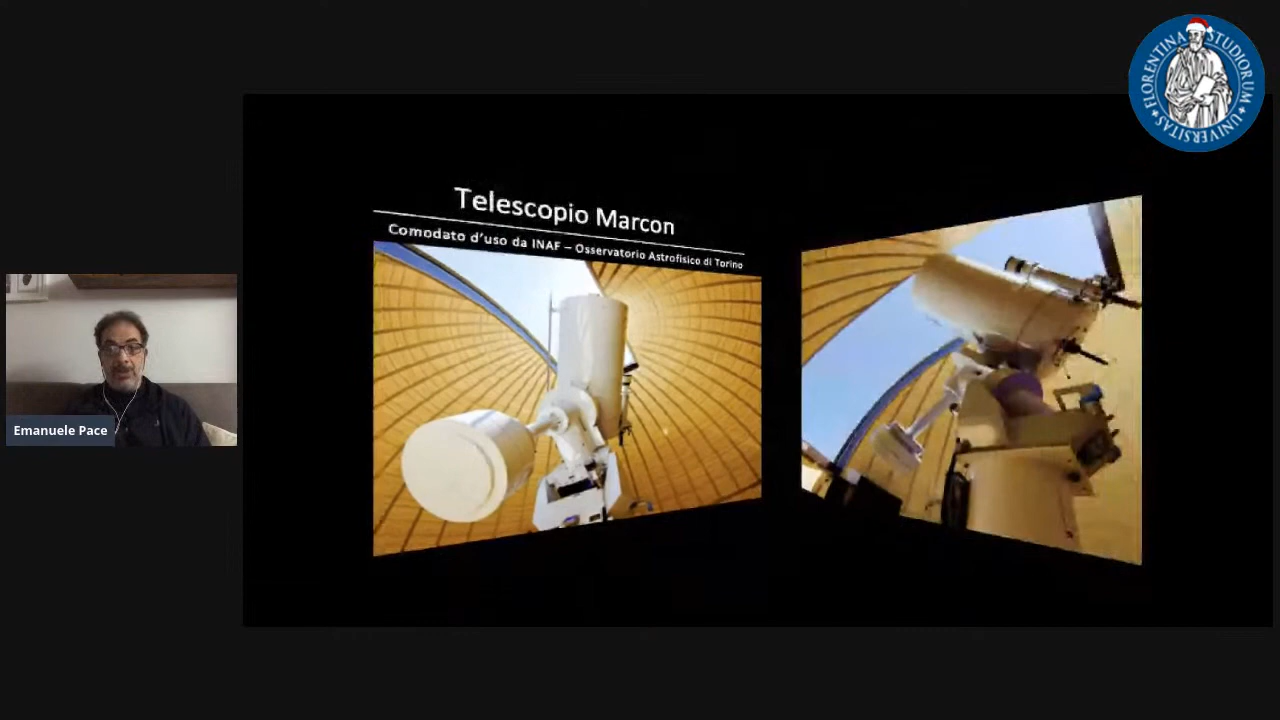 FLORENTINA STUDIORUM UNIVERSITAS
Telescopio Marcon
Comodato d'uso da INAF – Osservatorio Astrofisico di Torino
Emanuele Pace